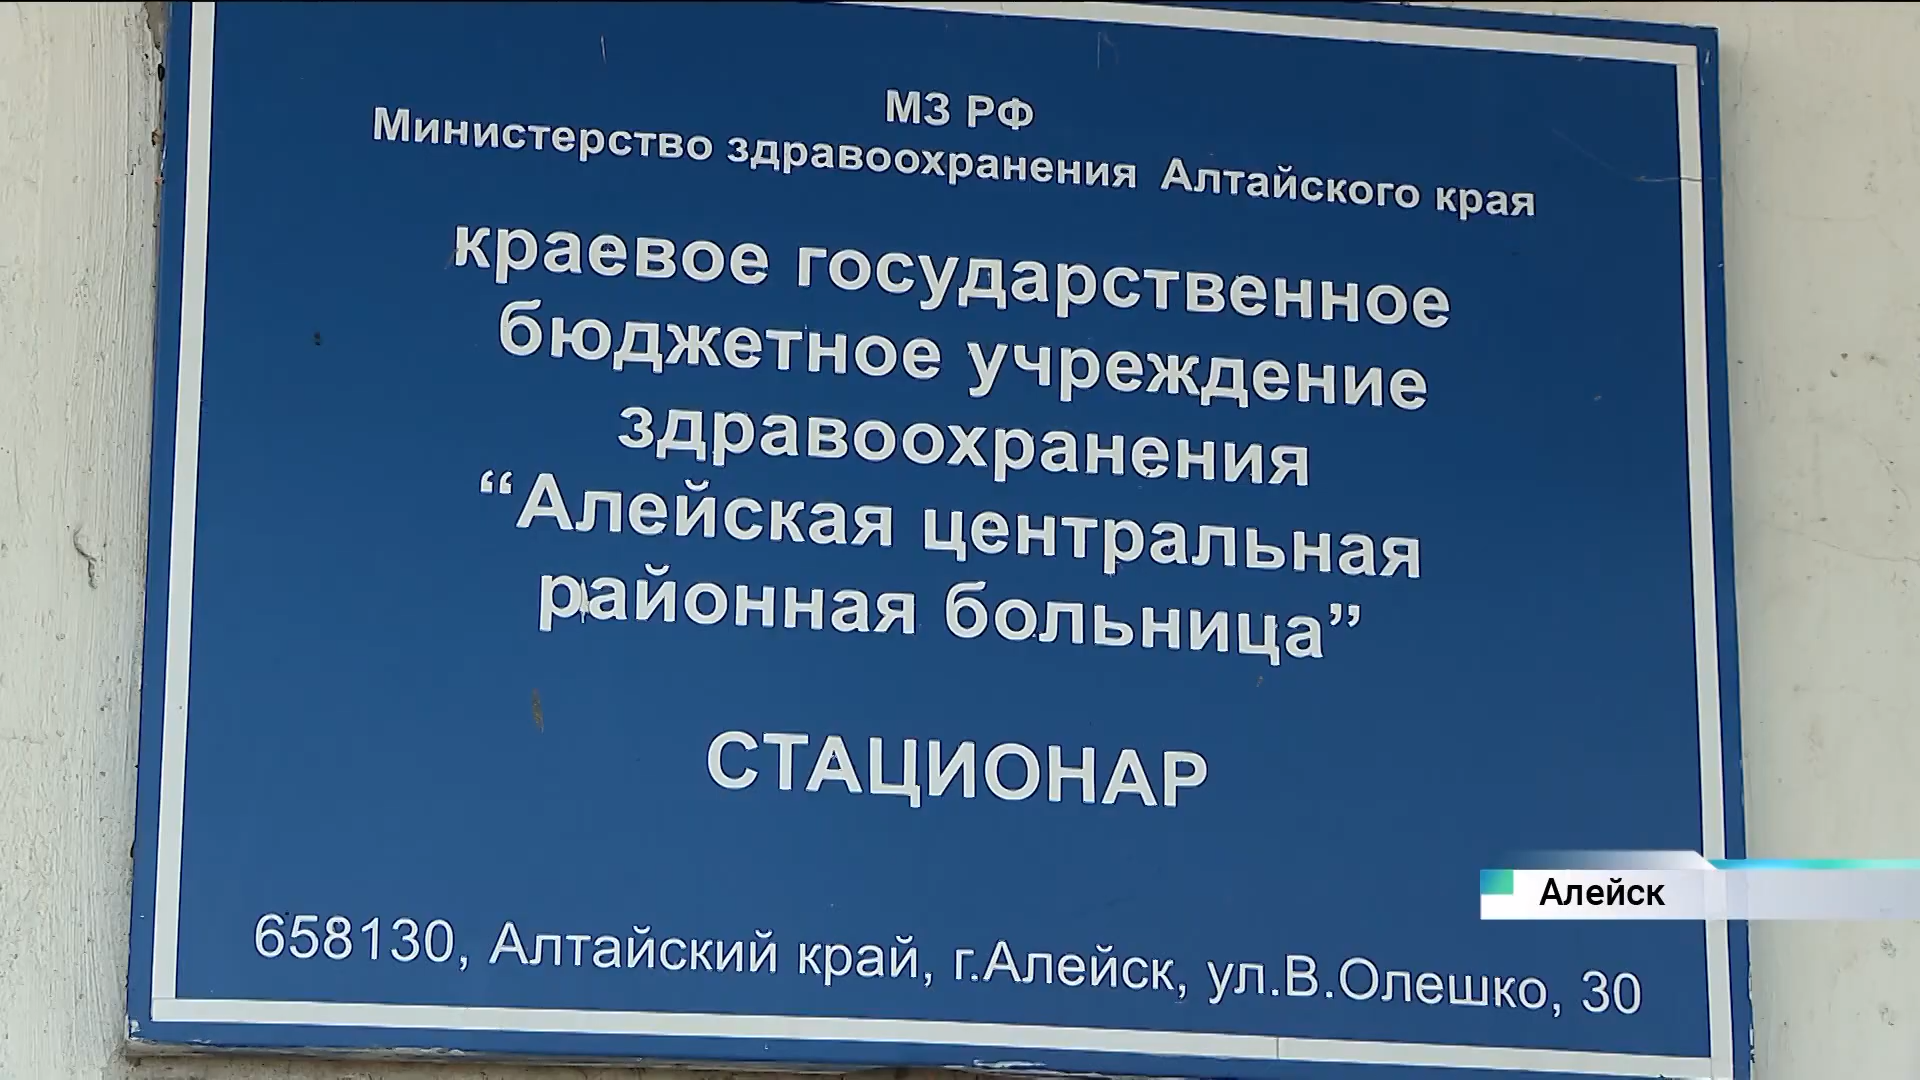 МЗ РФ
Министерство здравоохранения Алтайского края
краевое государственное
бюджетное учреждение
здравоохранения
“Алейская центральная
районная больница”
СТАЦИОНАР
Алейск
658130, Алтайский край, г.Алейск, ул.В.Олешко, 30